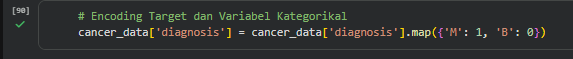 [90]
# Encoding Target dan Variabel Kategorikal
cancer_data['diagnosis'] = cancer_data['diagnosis'].map({'M': 1, 'B': 0})